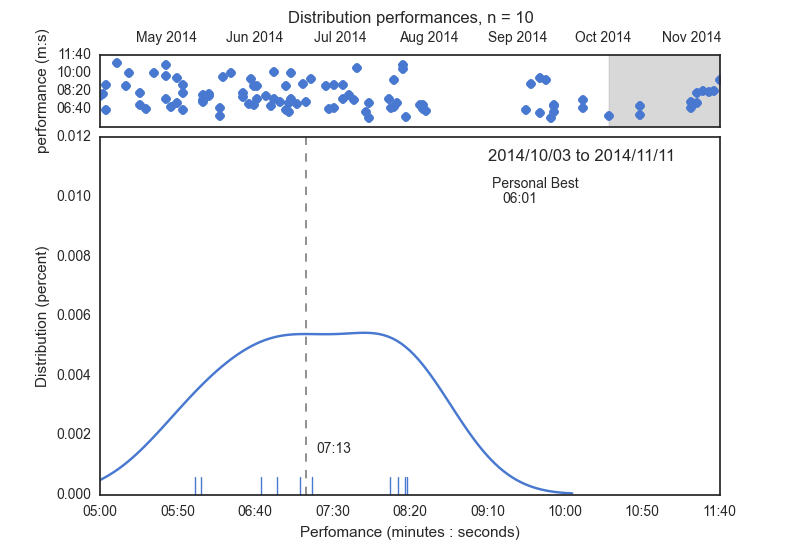 Distribution performances, n = 10
May 2014 Jun 2014 Jul 2014 Aug 2014 Sep 2014 Oct 2014 Nov 2014
performance (m:s)
11:40
10:00
08:20
06:40
Distribution (percent)
0.012
0.010
0.008
0.006
0.004
0.002
0.000
2014/10/03 to 2014/11/11
Personal Best
06:01
07:13
05:00 05:50 06:40 07:30 08:20 09:10 10:00 10:50 11:40
Perfomance (minutes : seconds)